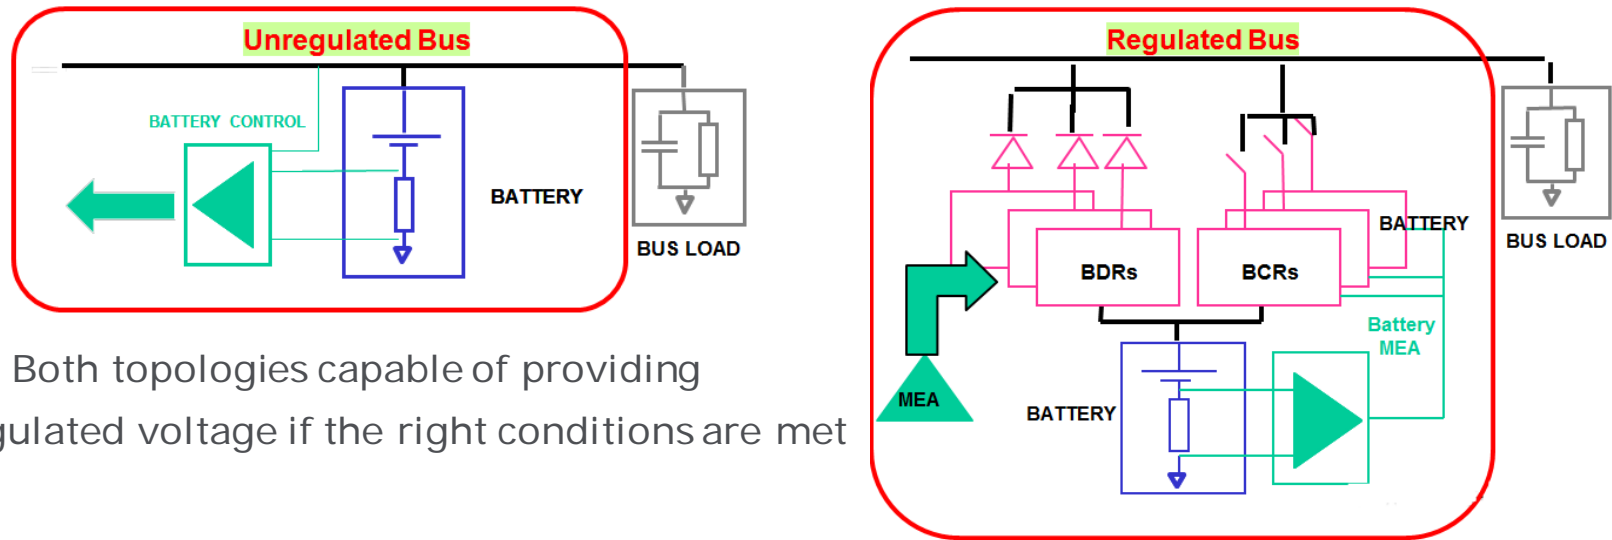 Unregulated Bus
BATTERY CONTROL
BATTERY
BUS LOAD
Both topologies capable of providing
gulated voltage if the right conditions are met
Regulated Bus
BATTERY
BUS LOAD
BDRs
BCRs
Battery
MEA
MEA
BATTERY